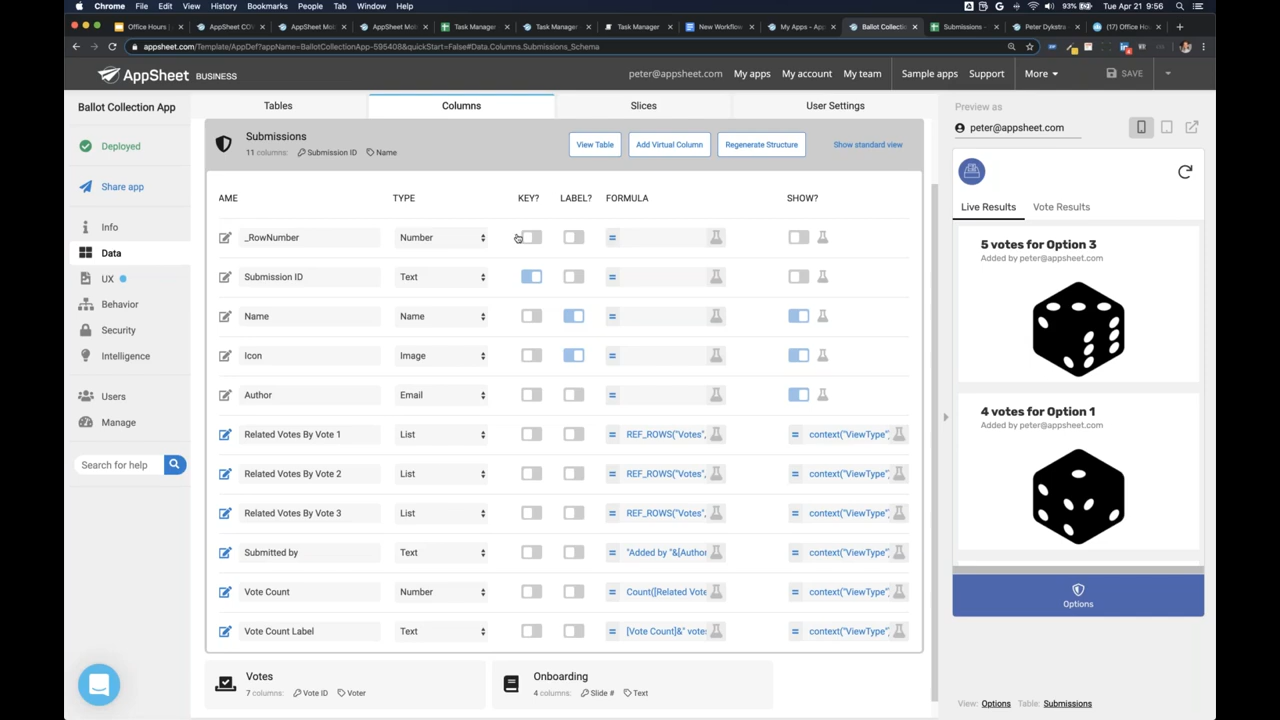 Chrome File Edit View History Bookmarks People Tab Window Help
93% Tue Apr 21 9:56
Office Hours AppSheet CO AppSheet Mo AppSheet Mo Task Manager Task Manager Task Manager New Workflow My Apps - Ap Ballot Collecti Submissions - Peter Dykstra (17) Office Ho
appsheet.com/Template/AppDef?appName=BallotCollectionApp-595408&quickStart=False#Data.Columns.Submissions_Schema
AppSheet BUSINESS
peter@appsheet.com My apps My account My team Sample apps Support More SAVE
Ballot Collection App
Deployed
Share app
Info
Data
UX
Behavior
Security
Intelligence
Users
Manage
Search for help
Tables Columns Slices User Settings
Submissions
11 columns: Submission ID Name
View Table Add Virtual Column Regenerate Structure Show standard view
AME TYPE KEY? LABEL? FORMULA SHOW?
_RowNumber Number =
Submission ID Text =
Name Name =
Icon Image =
Author Email =
Related Votes By Vote 1 List = REF_ROWS("Votes", = context("ViewType"
Related Votes By Vote 2 List = REF_ROWS("Votes", = context("ViewType"
Related Votes By Vote 3 List = REF_ROWS("Votes", = context("ViewType"
Submitted by Text = "Added by "&[Author = context("ViewType"
Vote Count Number = Count([Related Vote = context("ViewType"
Vote Count Label Text = [Vote Count]&" vote = context("ViewType"
Votes
7 columns: Vote ID Voter
Onboarding
4 columns: Slide # Text
Preview as
peter@appsheet.com
Live Results Vote Results
5 votes for Option 3
Added by peter@appsheet.com
4 votes for Option 1
Added by peter@appsheet.com
Options
View: Options Table: Submissions